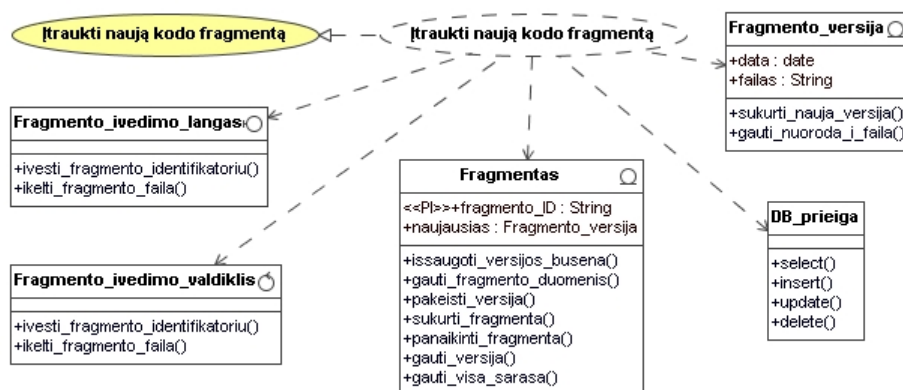 Įtraukti naują kodo fragmentą
Įtraukti naują kodo fragmentą
Fragmento_versija
+data : date
+failas : String
+sukurti_nauja_versija()
+gauti_nuoroda_i_faila()
Fragmento_ivedimo_langas
+ivesti_fragmento_identifikatoriu()
+ikelti_fragmento_faila()
Fragmentas
<<PI>>+fragmento_ID : String
+naujausias : Fragmento_versija
+issaugoti_versijos_busena()
+gauti_fragmento_duomenis()
+pakeisti_versija()
+sukurti_fragmenta()
+panaikinti_fragmenta()
+gauti_versija()
+gauti_visa_sarasa()
DB_prieiga
+select()
+insert()
+update()
+delete()
Fragmento_ivedimo_valdiklis
+ivesti_fragmento_identifikatoriu()
+ikelti_fragmento_faila()